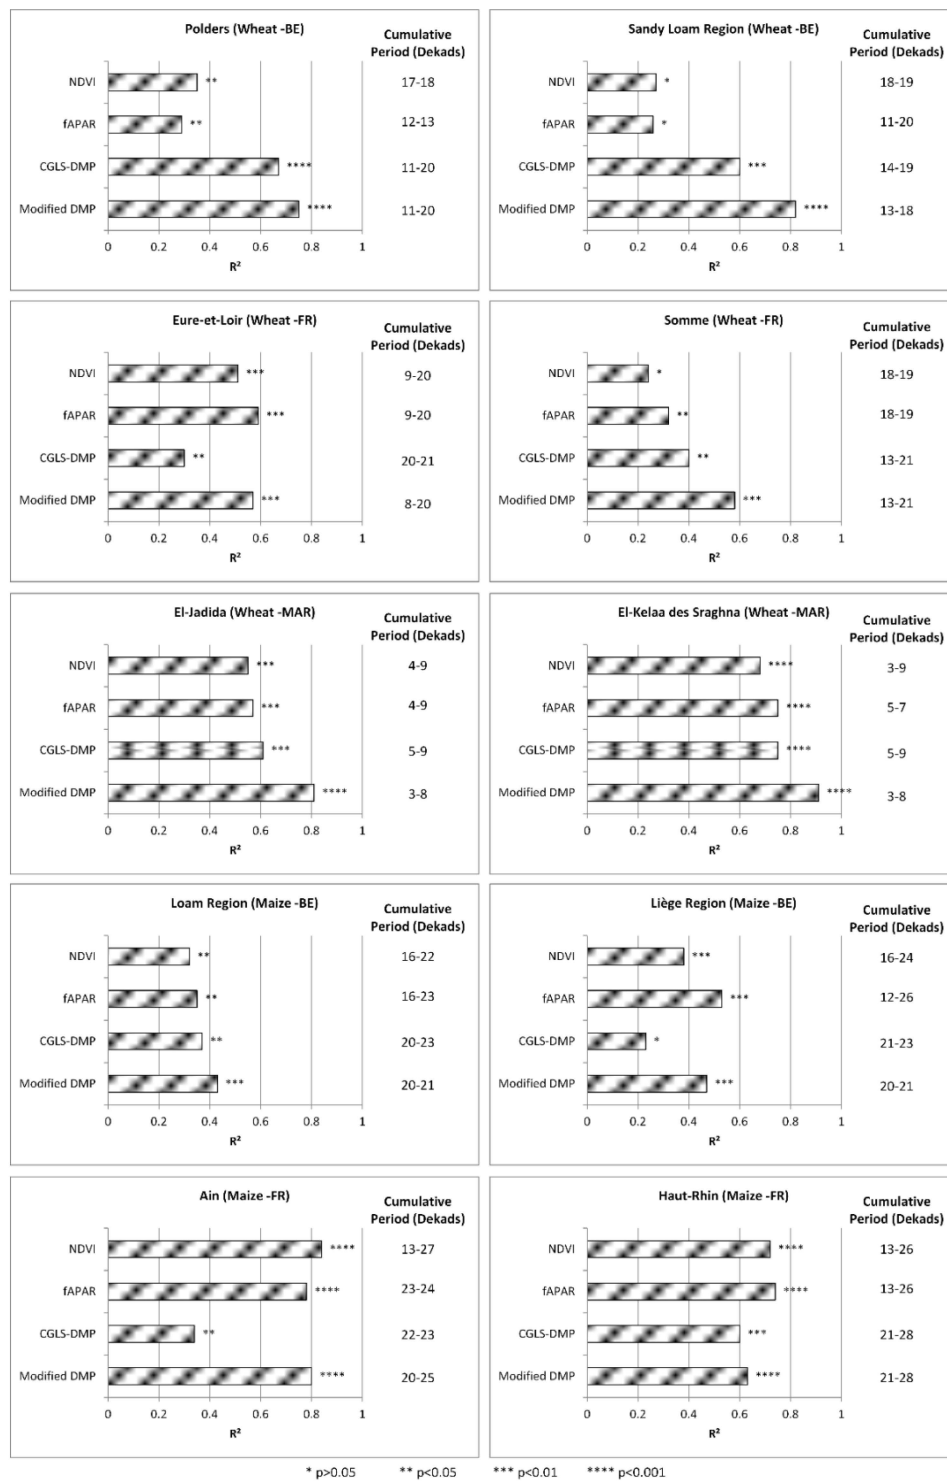 Polders (Wheat -BE)
Cumulative
Period (Dekads)
NDVI ** 17-18
fAPAR ** 12-13
CGLS-DMP **** 11-20
Modified DMP **** 11-20
0 0.2 0.4 0.6 0.8 1
R²
Sandy Loam Region (Wheat -BE)
Cumulative
Period (Dekads)
NDVI * 18-19
fAPAR * 11-20
CGLS-DMP *** 14-19
Modified DMP **** 13-18
0 0.2 0.4 0.6 0.8 1
R²
Eure-et-Loir (Wheat -FR)
Cumulative
Period (Dekads)
NDVI *** 9-20
fAPAR *** 9-20
CGLS-DMP ** 20-21
Modified DMP *** 8-20
0 0.2 0.4 0.6 0.8 1
R²
Somme (Wheat -FR)
Cumulative
Period (Dekads)
NDVI * 18-19
fAPAR ** 18-19
CGLS-DMP ** 13-21
Modified DMP *** 13-21
0 0.2 0.4 0.6 0.8 1
R²
El-Jadida (Wheat -MAR)
Cumulative
Period (Dekads)
NDVI *** 4-9
fAPAR *** 4-9
CGLS-DMP *** 5-9
Modified DMP **** 3-8
0 0.2 0.4 0.6 0.8 1
R²
El-Kelaa des Sraghna (Wheat -MAR)
Cumulative
Period (Dekads)
NDVI **** 3-9
fAPAR **** 5-7
CGLS-DMP **** 5-9
Modified DMP **** 3-8
0 0.2 0.4 0.6 0.8 1
R²
Loam Region (Maize -BE)
Cumulative
Period (Dekads)
NDVI ** 16-22
fAPAR ** 16-23
CGLS-DMP ** 20-23
Modified DMP *** 20-21
0 0.2 0.4 0.6 0.8 1
R²
Liège Region (Maize -BE)
Cumulative
Period (Dekads)
NDVI *** 16-24
fAPAR *** 12-26
CGLS-DMP * 21-23
Modified DMP *** 20-21
0 0.2 0.4 0.6 0.8 1
R²
Ain (Maize -FR)
Cumulative
Period (Dekads)
NDVI **** 13-27
fAPAR **** 23-24
CGLS-DMP ** 22-23
Modified DMP **** 20-25
0 0.2 0.4 0.6 0.8 1
R²
Haut-Rhin (Maize -FR)
Cumulative
Period (Dekads)
NDVI **** 13-26
fAPAR **** 13-26
CGLS-DMP *** 21-28
Modified DMP **** 21-28
0 0.2 0.4 0.6 0.8 1
R²
* p>0.05 ** p<0.05 *** p<0.01 **** p<0.001